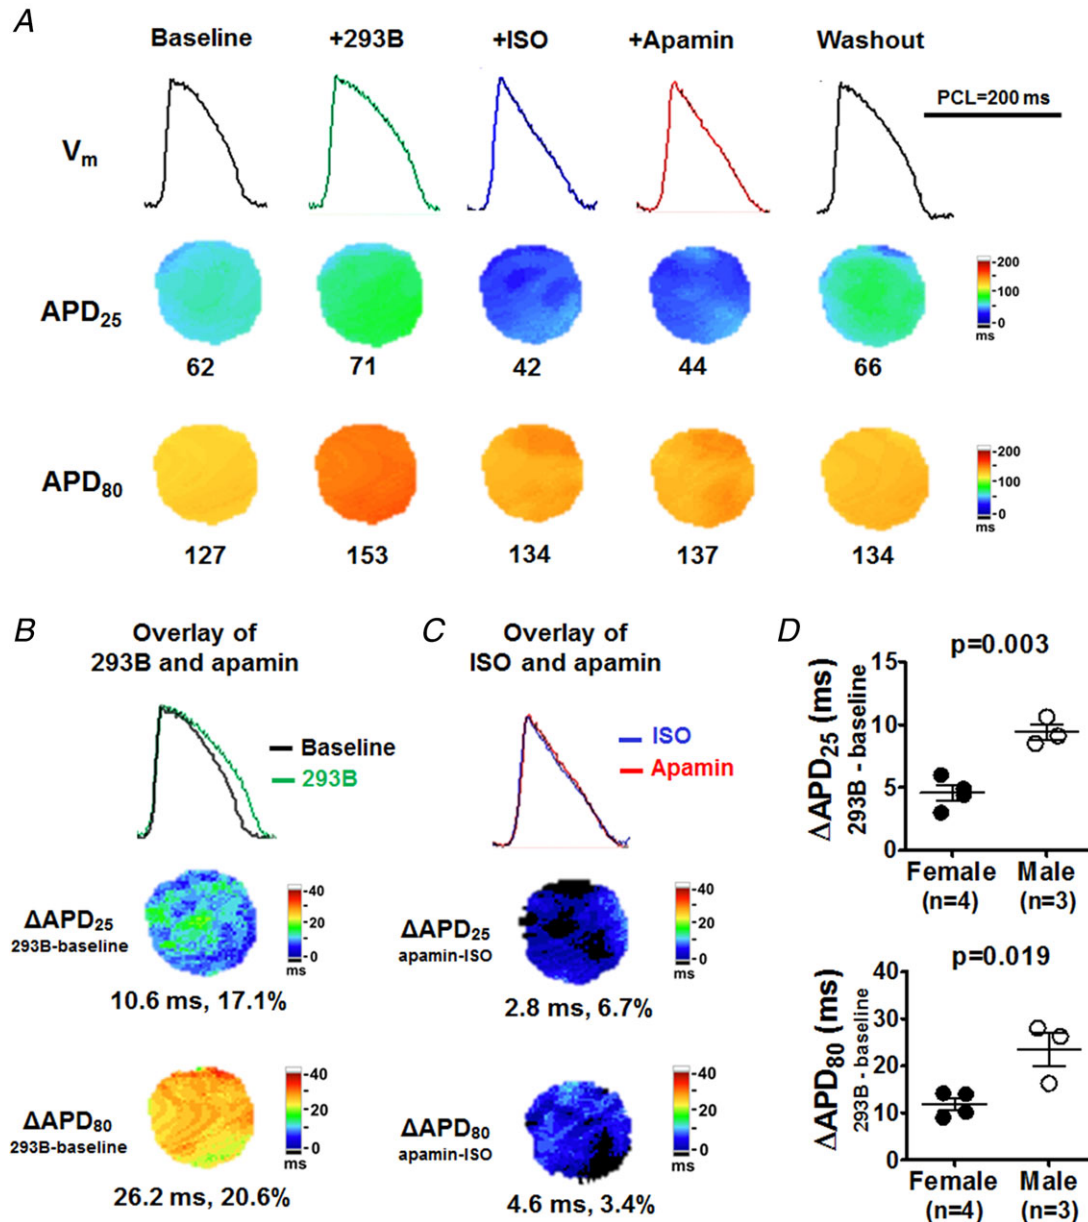 A
Baseline +293B +ISO +Apamin Washout
PCL=200 ms
Vm
APD25
200
100
0
ms
62 71 42 44 66
APD80
200
100
0
ms
127 153 134 137 134
B
Overlay of
293B and apamin
Baseline
293B
ΔAPD25
293B-baseline
40
20
0
ms
10.6 ms, 17.1%
ΔAPD80
293B-baseline
40
20
0
ms
26.2 ms, 20.6%
C
Overlay of
ISO and apamin
ISO
Apamin
ΔAPD25
apamin-ISO
40
20
0
ms
2.8 ms, 6.7%
ΔAPD80
apamin-ISO
40
20
0
ms
4.6 ms, 3.4%
D
p=0.003
ΔAPD25 (ms)
293B - baseline
15
10
5
0
Female Male
(n=4) (n=3)
p=0.019
ΔAPD80 (ms)
293B - baseline
40
30
20
10
0
Female Male
(n=4) (n=3)